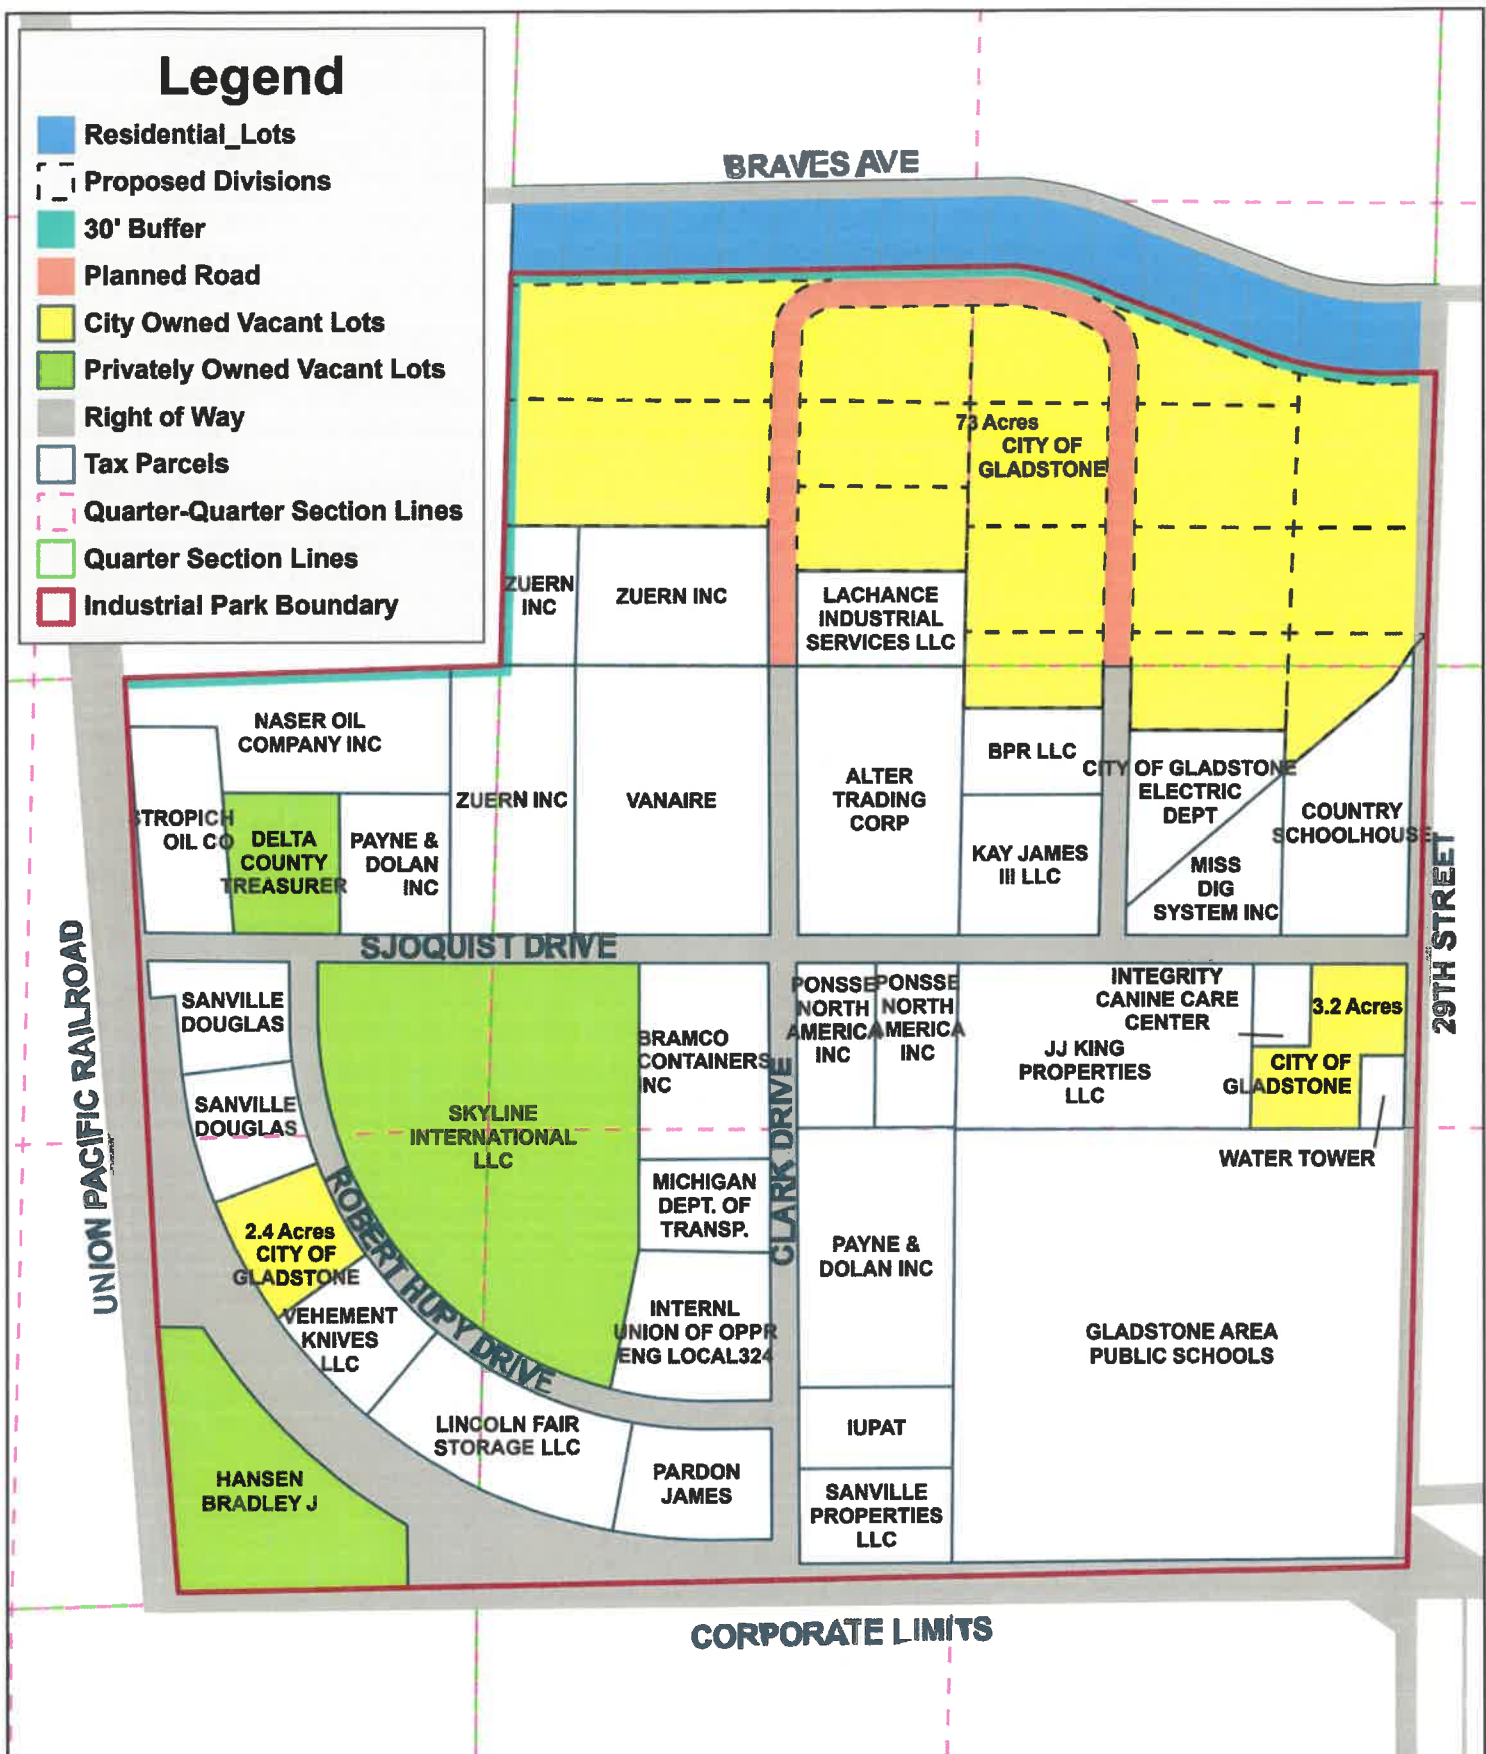 Legend
Residential_Lots
Proposed Divisions
30' Buffer
Planned Road
City Owned Vacant Lots
Privately Owned Vacant Lots
Right of Way
Tax Parcels
Quarter-Quarter Section Lines
Quarter Section Lines
Industrial Park Boundary
BRAVES AVE
73 Acres
CITY OF
GLADSTONE
ZUERN
INC
ZUERN INC
LACHANCE
INDUSTRIAL
SERVICES LLC
NASER OIL
COMPANY INC
STROPICH
OIL CO
DELTA
COUNTY
TREASURER
PAYNE &
DOLAN
INC
ZUERN INC
VANAIRE
ALTER
TRADING
CORP
BPR LLC
KAY JAMES
III LLC
CITY OF GLADSTONE
ELECTRIC
DEPT
MISS
DIG
SYSTEM INC
COUNTRY
SCHOOLHOUSE
29TH STREET
SJOQUIST DRIVE
UNION PACIFIC RAILROAD
SANVILLE
DOUGLAS
SANVILLE
DOUGLAS
2.4 Acres
CITY OF
GLADSTONE
VEHEMENT
KNIVES
LLC
ROBERT HUPY DRIVE
SKYLINE
INTERNATIONAL
LLC
BRAMCO
CONTAINERS
INC
MICHIGAN
DEPT. OF
TRANSP.
INTERNL
UNION OF OPPR
ENG LOCAL324
CLARK DRIVE
PONSSE
NORTH
AMERICA
INC
PONSSE
NORTH
AMERICA
INC
INTEGRITY
CANINE CARE
CENTER
JJ KING
PROPERTIES
LLC
3.2 Acres
CITY OF
GLADSTONE
WATER TOWER
PAYNE &
DOLAN INC
GLADSTONE AREA
PUBLIC SCHOOLS
IUPAT
SANVILLE
PROPERTIES
LLC
LINCOLN FAIR
STORAGE LLC
PARDON
JAMES
HANSEN
BRADLEY J
CORPORATE LIMITS